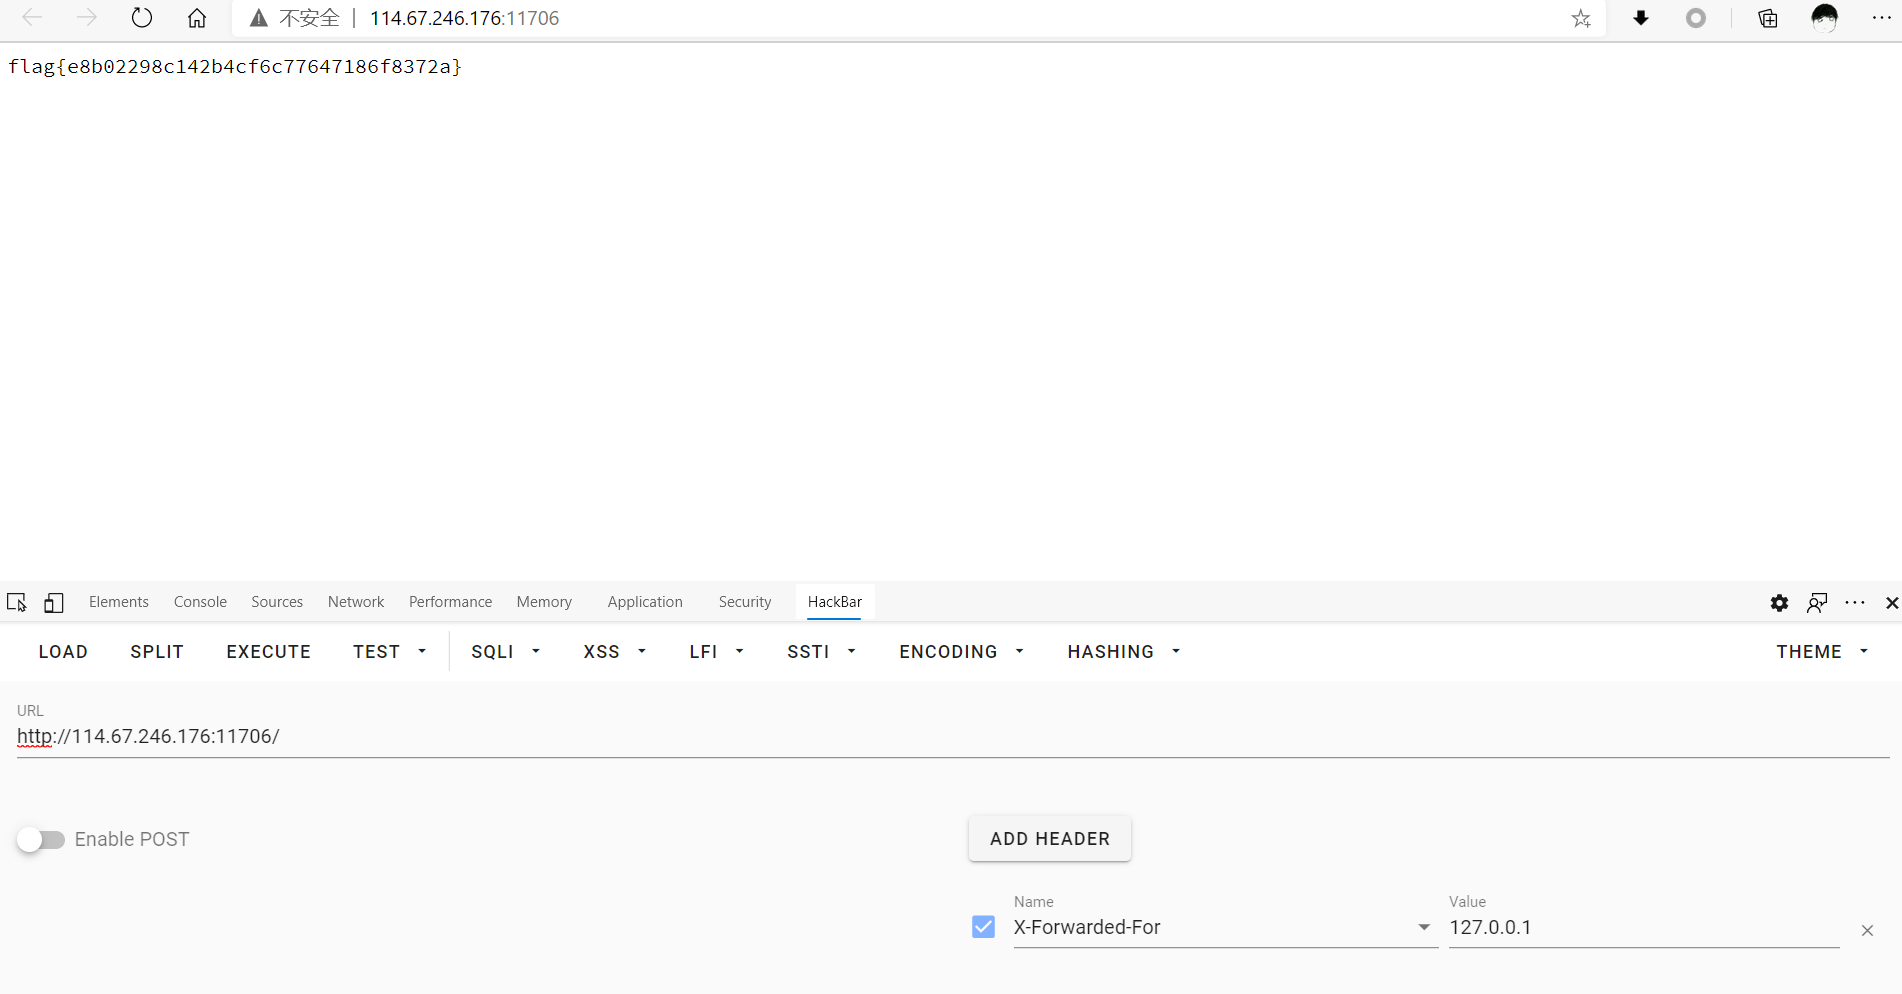 不安全 114.67.246.176:11706
flag{e8b02298c142b4cf6c77647186f8372a}
Elements Console Sources Network Performance Memory Application Security HackBar
LOAD SPLIT EXECUTE TEST SQLI XSS LFI SSTI ENCODING HASHING THEME
URL
http://114.67.246.176:11706/
Enable POST
ADD HEADER
Name Value
X-Forwarded-For 127.0.0.1